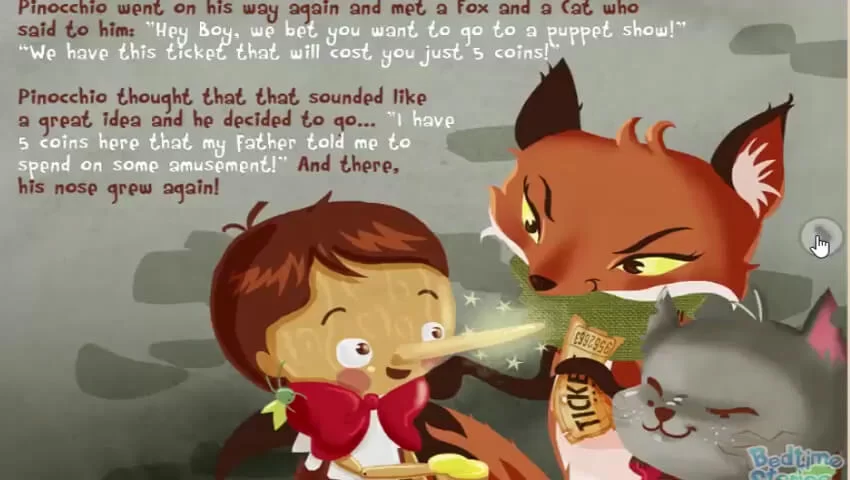 Pinocchio went on his way again and met a Fox and a Cat who
said to him: "Hey Boy, we bet you want to go to a puppet show!"
"We have this ticket that will cost you just 5 coins!"
Pinocchio thought that that sounded like
a great idea and he decided to go... "I have
5 coins here that my Father told me to
spend on some amusement!" And there,
his nose grew again!
TICKE
Bedtime
Stories